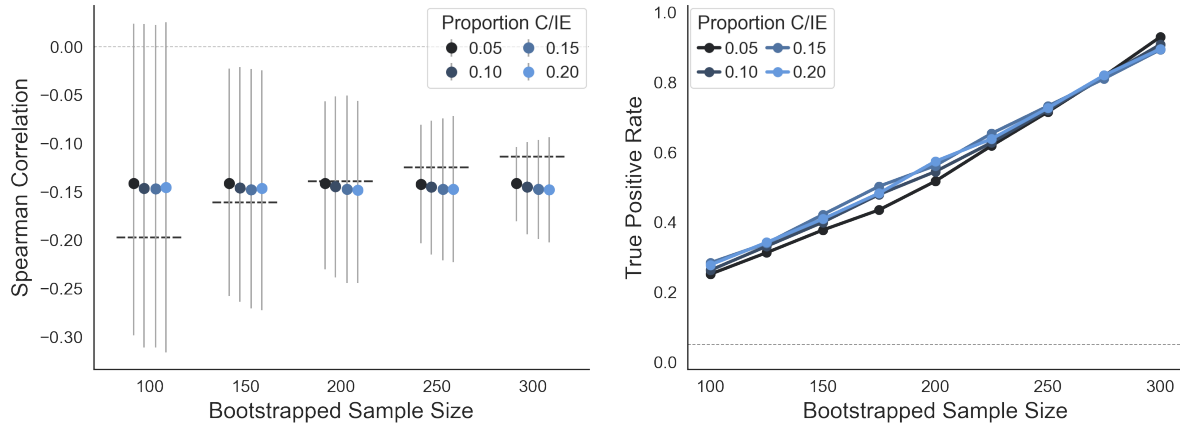 Spearman Correlation
0.00
−0.05
−0.10
−0.15
−0.20
−0.25
−0.30
Proportion C/IE
0.05 0.15
0.10 0.20
100 150 200 250 300
Bootstrapped Sample Size
True Positive Rate
1.0
0.8
0.6
0.4
0.2
0.0
Proportion C/IE
0.05 0.15
0.10 0.20
100 150 200 250 300
Bootstrapped Sample Size